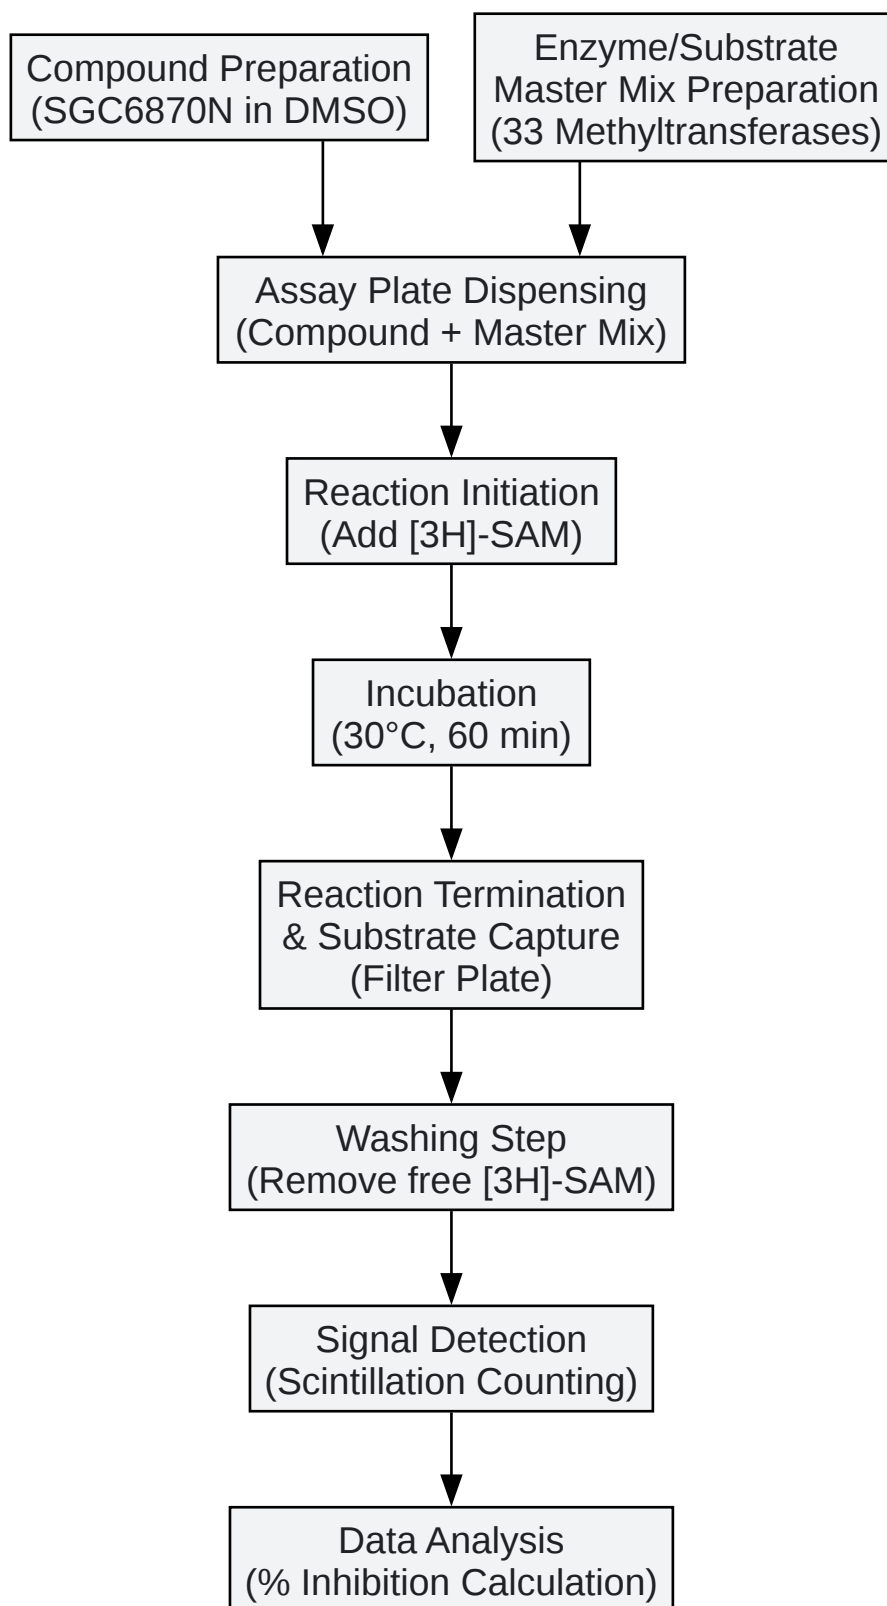 Compound Preparation
(SGC6870N in DMSO)
Enzyme/Substrate
Master Mix Preparation
(33 Methyltransferases)
Assay Plate Dispensing
(Compound + Master Mix)
Reaction Initiation
(Add [3H]-SAM)
Incubation
(30°C, 60 min)
Reaction Termination
& Substrate Capture
(Filter Plate)
Washing Step
(Remove free [3H]-SAM)
Signal Detection
(Scintillation Counting)
Data Analysis
(% Inhibition Calculation)